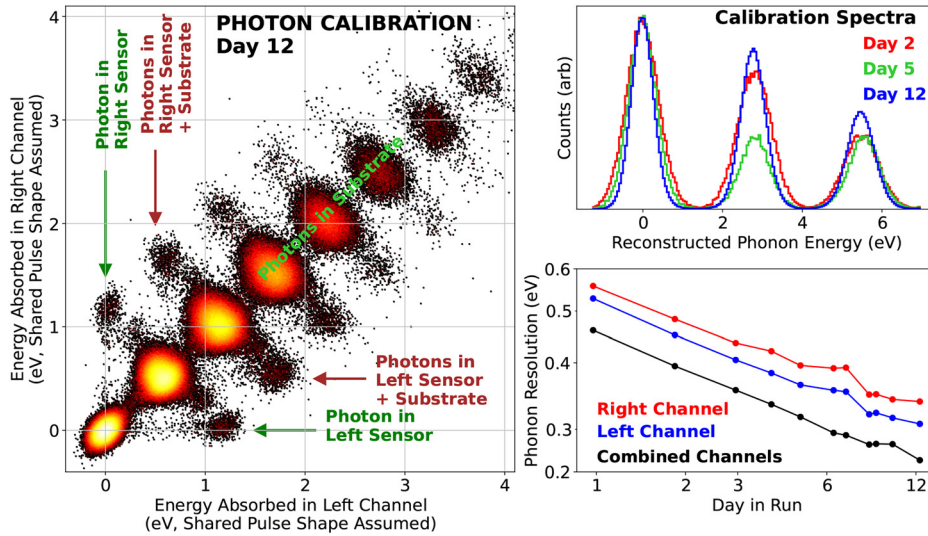 PHOTON CALIBRATION
Day 12
Photon in
Right Sensor
Photons in
Right Sensor
+ Substrate
Photons in Substrate
Photons in
Left Sensor
+ Substrate
Photon in
Left Sensor
Energy Absorbed in Right Channel
(eV, Shared Pulse Shape Assumed)
4
3
2
1
0
0
1
2
3
4
Energy Absorbed in Left Channel
(eV, Shared Pulse Shape Assumed)
Calibration Spectra
Day 2
Day 5
Day 12
Counts (arb)
0
2
4
6
Reconstructed Phonon Energy (eV)
Phonon Resolution (eV)
0.6
0.5
0.4
0.3
0.2
Right Channel
Left Channel
Combined Channels
1
2
3
6
12
Day in Run